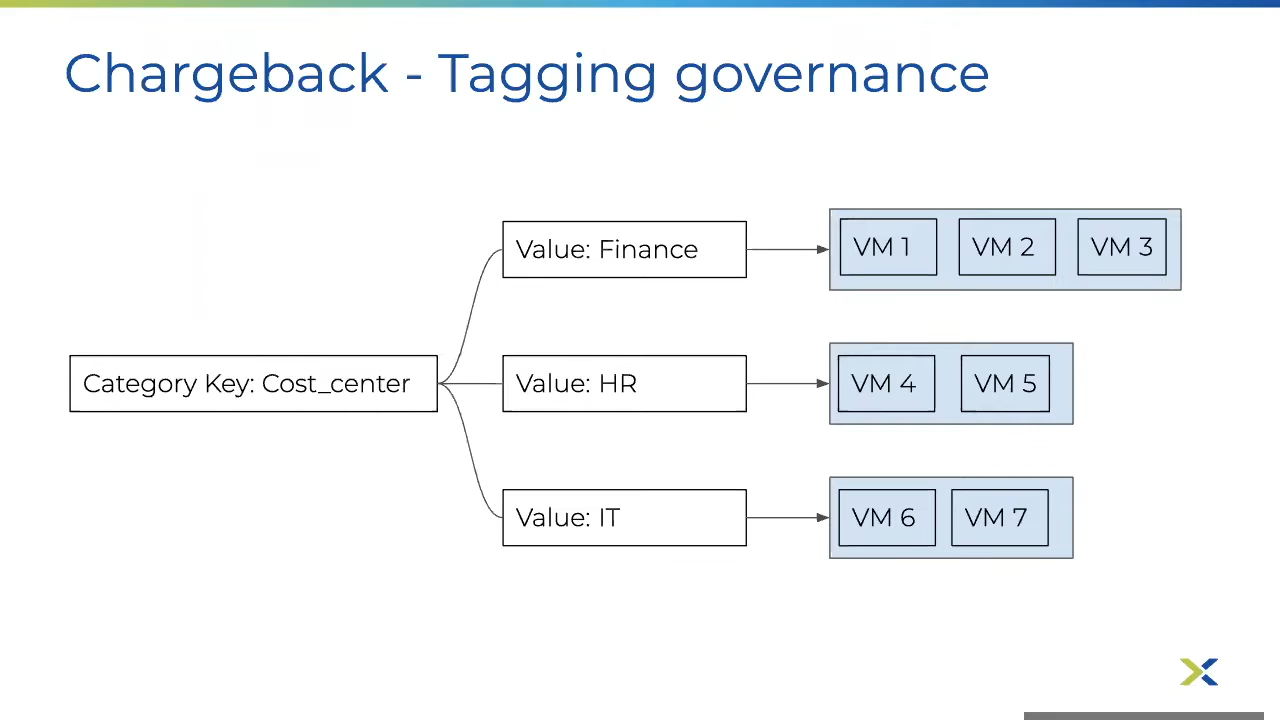 Chargeback - Tagging governance
Value: Finance
VM 1
VM 2
VM 3
Category Key: Cost_center
Value: HR
VM 4
VM 5
Value: IT
VM 6
VM 7